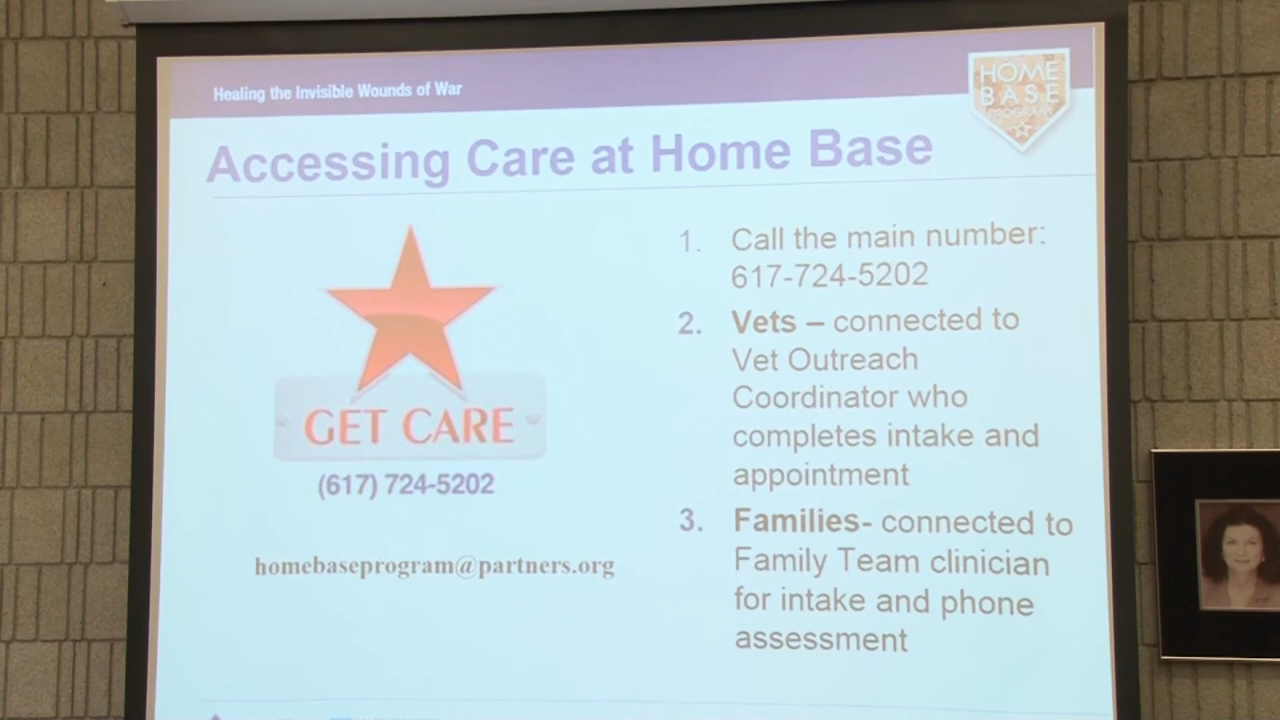 Healing the Invisible Wounds of War
HOME
BASE
PROGRAM
Accessing Care at Home Base
GET CARE
(617) 724-5202
homebaseprogram@partners.org
1. Call the main number:
617-724-5202
2. Vets – connected to
Vet Outreach
Coordinator who
completes intake and
appointment
3. Families- connected to
Family Team clinician
for intake and phone
assessment